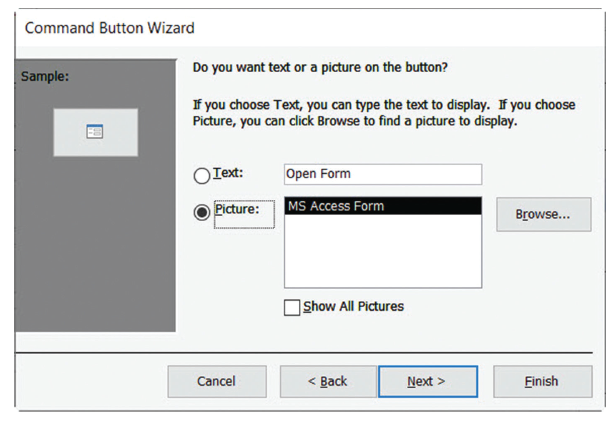 Command Button Wizard
Sample:
Do you want text or a picture on the button?
If you choose Text, you can type the text to display.  If you choose
Picture, you can click Browse to find a picture to display.
Text:
Open Form
Picture:
MS Access Form
Browse...
Show All Pictures
Cancel
< Back
Next >
Finish